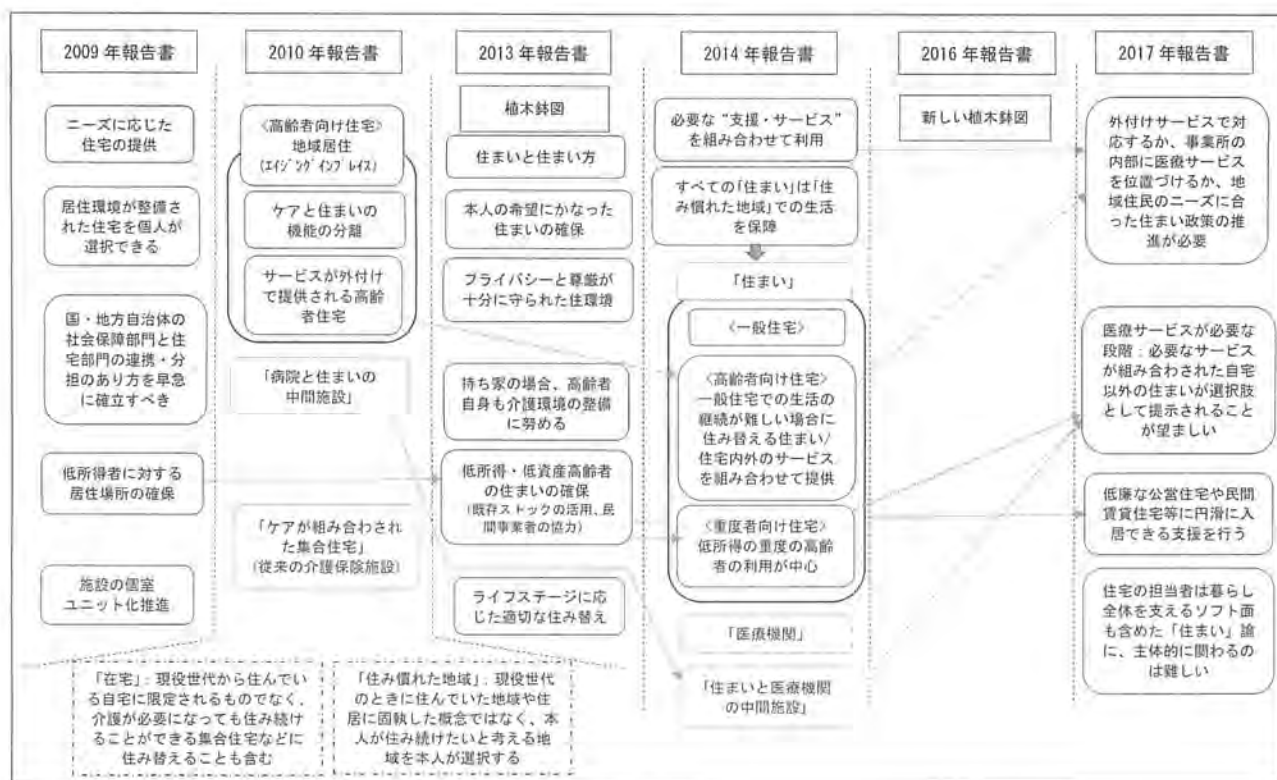 2009年報告書
ニーズに応じた
住宅の提供
居住環境が整備さ
れた住宅を個人が
選択できる
国・地方自治体の
社会保障部門と住
宅部門の連携・分
担のあり方を早急
に確立すべき
低所得者に対する
居住場所の確保
施設の個室
ユニット化推進
2010年報告書
〈高齢者向け住宅〉
地域居住
(エイジングインプレイス)
ケアと住まいの
機能の分離
サービスが外付け
で提供される高齢
者住宅
「病院と住まいの
中間施設」
「ケアが組み合わされ
た集合住宅」
(従来の介護保険施設)
「在宅」:現役世代から住んでい
る自宅に限定されるものでなく、
介護が必要になっても住み続け
ることができる集合住宅などに
住み替えることも含む
2013年報告書
植木鉢図
住まいと住まい方
本人の希望にかなった
住まいの確保
プライバシーと尊厳が
十分に守られた住環境
持ち家の場合、高齢者
自身も介護環境の整備
に努める
低所得・低資産高齢者
の住まいの確保
(既存ストックの活用、民
間事業者の協力)
ライフステージに応
じた適切な住み替え
「住み慣れた地域」:現役世代
のときに住んでいた地域や住
居に固執した概念ではなく、本
人が住み続けたいと考える地
域を本人が選択する
2014年報告書
必要な“支援・サービス”
を組み合わせて利用
すべての「住まい」は「住
み慣れた地域」での生活
を保障
「住まい」
〈一般住宅〉
〈高齢者向け住宅〉
一般住宅での生活の
継続が難しい場合に
住み替える住まい/
住宅内外のサービス
を組み合わせて提供
〈重度者向け住宅〉
低所得の重度の高齢
者の利用が中心
「医療機関」
「住まいと医療機関
の中間施設」
2016年報告書
新しい植木鉢図
2017年報告書
外付けサービスで対
応するか、事業所の
内部に医療サービス
を位置づけるか、地
域住民のニーズに合
った住まい政策の推
進が必要
医療サービスが必要な
段階:必要なサービス
が組み合わされた自宅
以外の住まいが選択肢
として提示されること
が望ましい
低廉な公営住宅や民間
賃貸住宅等に円滑に入
居できる支援を行う
住宅の担当者は暮らし
全体を支えるソフト面
も含めた「住まい」論
に、主体的に関わるの
は難しい